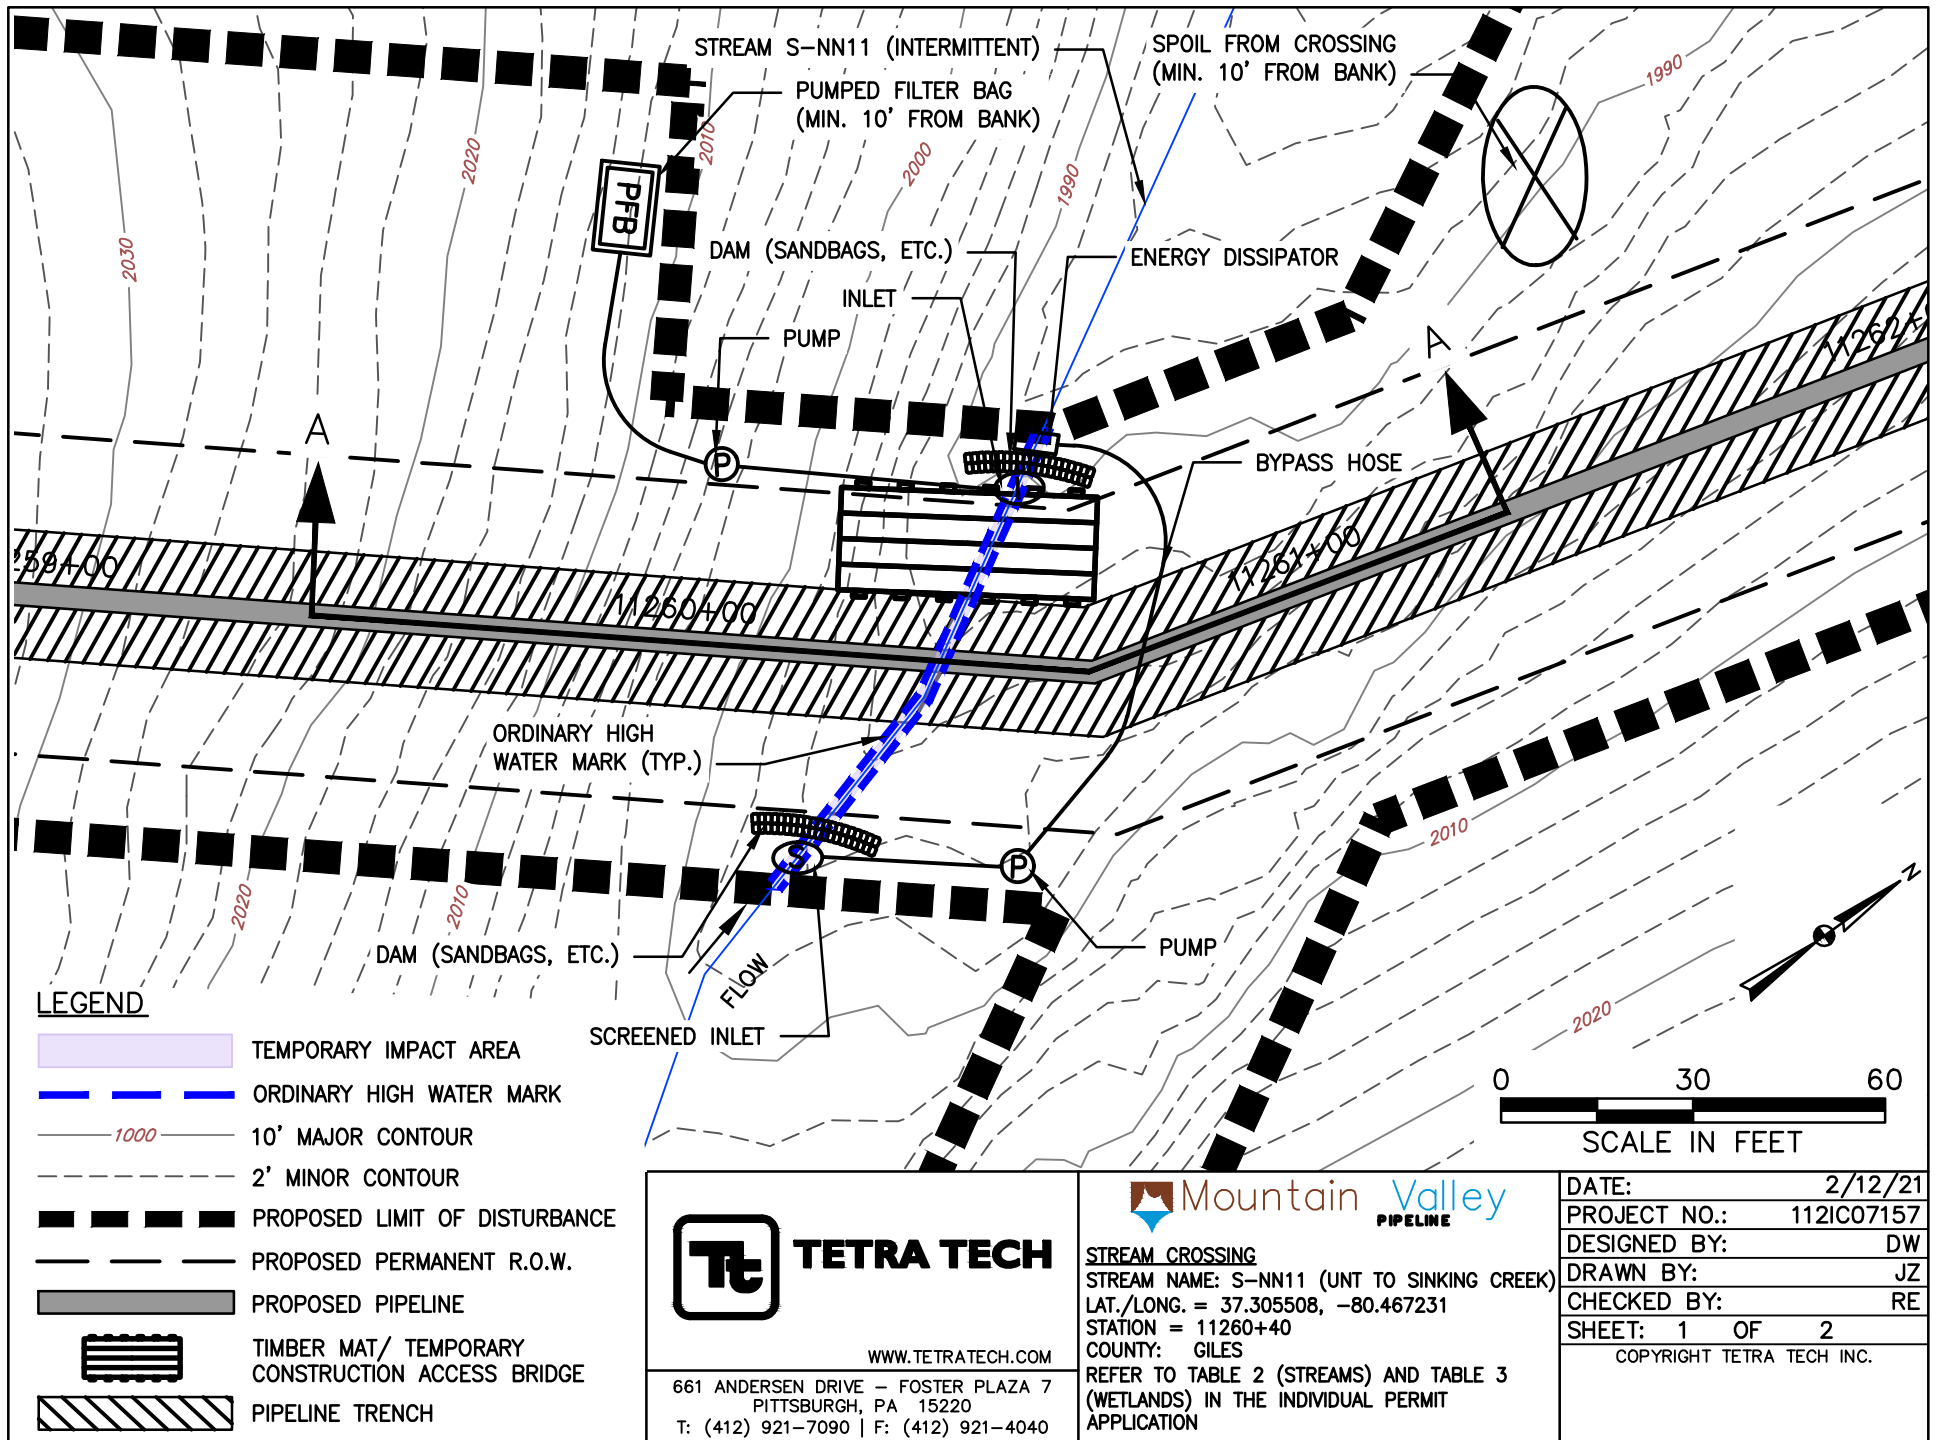 STREAM S-NN11 (INTERMITTENT)
SPOIL FROM CROSSING
(MIN. 10' FROM BANK)
PUMPED FILTER BAG
(MIN. 10' FROM BANK)
1990
2010
2020
2000
1990
2030
PFB
DAM (SANDBAGS, ETC.)
ENERGY DISSIPATOR
INLET
PUMP
A
A
11262+
P
BYPASS HOSE
259+00
11260+00
11261+00
ORDINARY HIGH
WATER MARK (TYP.)
S
P
2010
2020
2010
DAM (SANDBAGS, ETC.)
FLOW
PUMP
SCREENED INLET
N
2020
LEGEND
TEMPORARY IMPACT AREA
ORDINARY HIGH WATER MARK
1000
10' MAJOR CONTOUR
2' MINOR CONTOUR
PROPOSED LIMIT OF DISTURBANCE
PROPOSED PERMANENT R.O.W.
PROPOSED PIPELINE
TIMBER MAT/ TEMPORARY
CONSTRUCTION ACCESS BRIDGE
PIPELINE TRENCH
0 30 60
SCALE IN FEET
Tt TETRA TECH
WWW.TETRATECH.COM
661 ANDERSEN DRIVE – FOSTER PLAZA 7
PITTSBURGH, PA 15220
T: (412) 921-7090 | F: (412) 921-4040
Mountain Valley
PIPELINE
STREAM CROSSING
STREAM NAME: S-NN11 (UNT TO SINKING CREEK)
LAT./LONG. = 37.305508, -80.467231
STATION = 11260+40
COUNTY: GILES
REFER TO TABLE 2 (STREAMS) AND TABLE 3
(WETLANDS) IN THE INDIVIDUAL PERMIT
APPLICATION
DATE: 2/12/21
PROJECT NO.: 112IC07157
DESIGNED BY: DW
DRAWN BY: JZ
CHECKED BY: RE
SHEET: 1 OF 2
COPYRIGHT TETRA TECH INC.